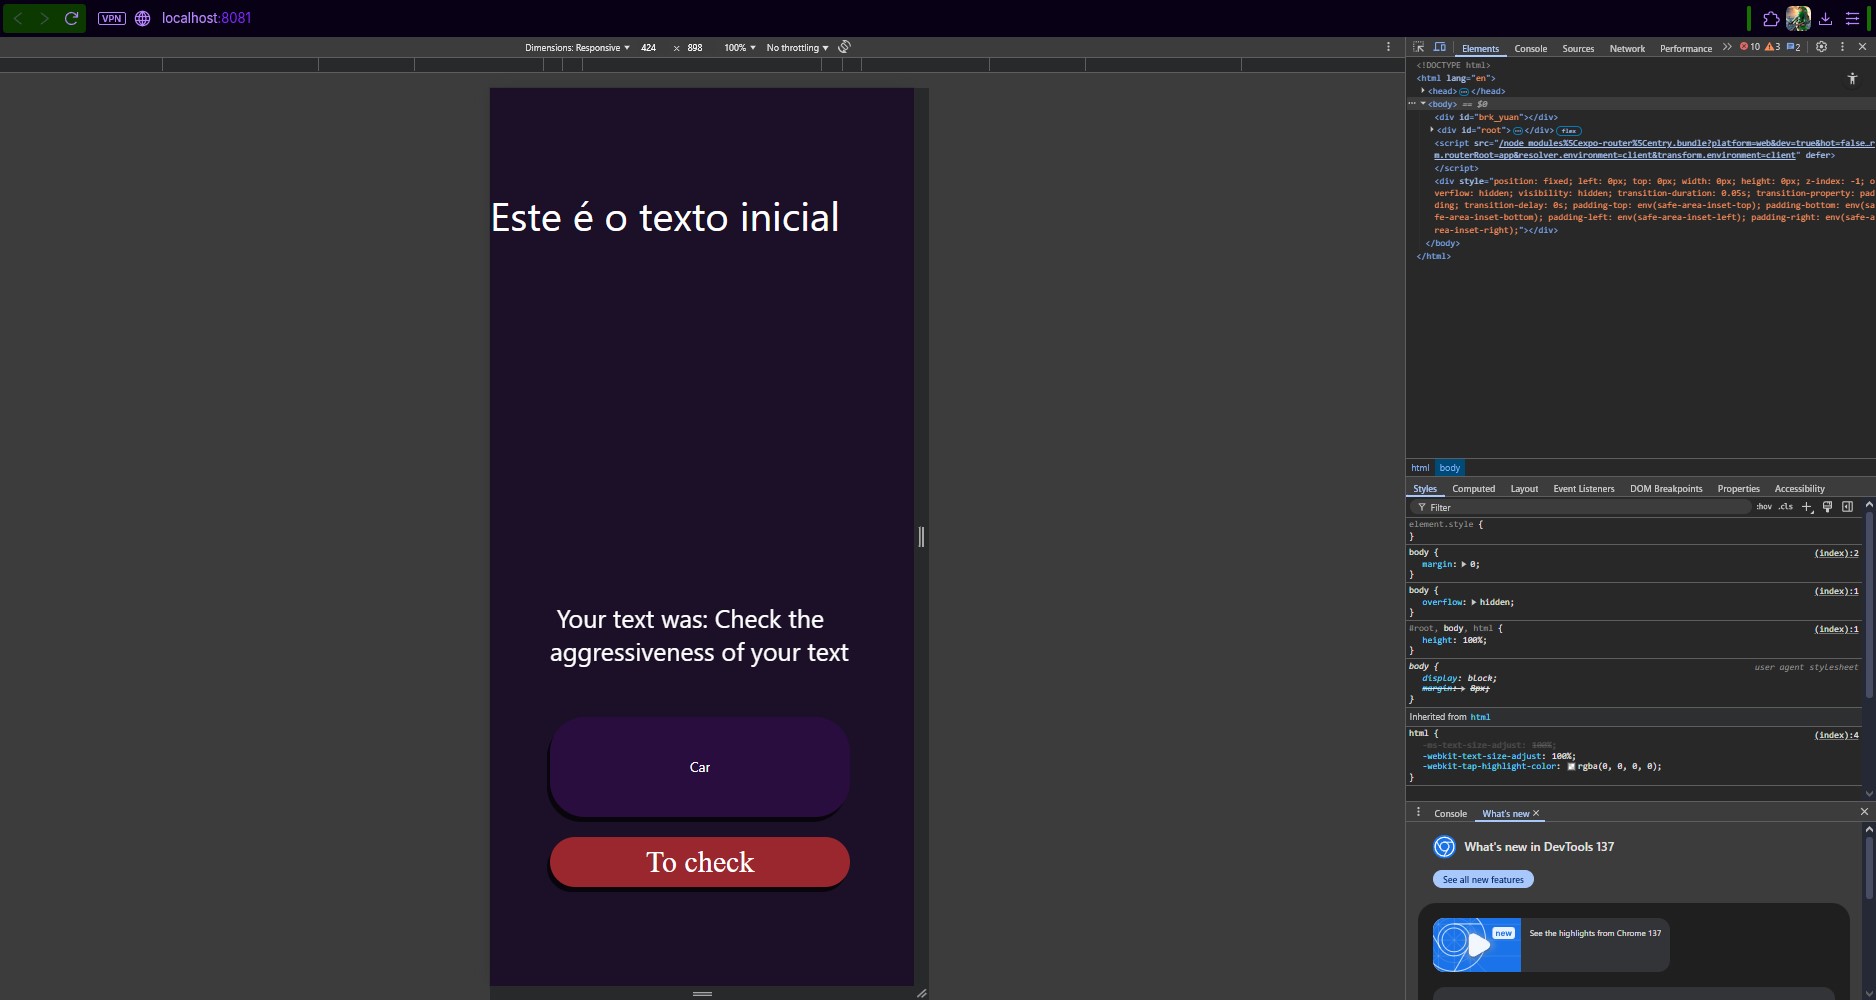 VPN localhost:8081
Dimensions: Responsive 424 × 898 100% No throttling
Este é o texto inicial
Your text was: Check the
aggressiveness of your text
Car
To check
Elements Console Sources Network Performance 10 3 2
<!DOCTYPE html>
<html lang="en">
<head> </head>
<body> == $0
<div id="brk_yuan"></div>
<div id="root"> </div> flex
<script src="/node_modules%5Cexpo-router%5Centry.bundle?platform=web&dev=true&hot=false…r
m.routerRoot=app&resolver.environment=client&transform.environment=client" defer>
</script>
<div style="position: fixed; left: 0px; top: 0px; width: 0px; height: 0px; z-index: -1; o
verflow: hidden; visibility: hidden; transition-duration: 0.05s; transition-property: pad
ding; transition-delay: 0s; padding-top: env(safe-area-inset-top); padding-bottom: env(sa
fe-area-inset-bottom); padding-left: env(safe-area-inset-left); padding-right: env(safe-a
rea-inset-right);"></div>
</body>
</html>
html body
Styles Computed Layout Event Listeners DOM Breakpoints Properties Accessibility
Filter :hov .cls
element.style {
}
body { (index):2
margin: 0;
}
body { (index):1
overflow: hidden;
}
#root, body, html { (index):1
height: 100%;
}
body { user agent stylesheet
display: block;
margin: 8px;
}
Inherited from html
html { (index):4
-ms-text-size-adjust: 100%;
-webkit-text-size-adjust: 100%;
-webkit-tap-highlight-color: rgba(0, 0, 0, 0);
}
Console What's new
What's new in DevTools 137
See all new features
new
See the highlights from Chrome 137